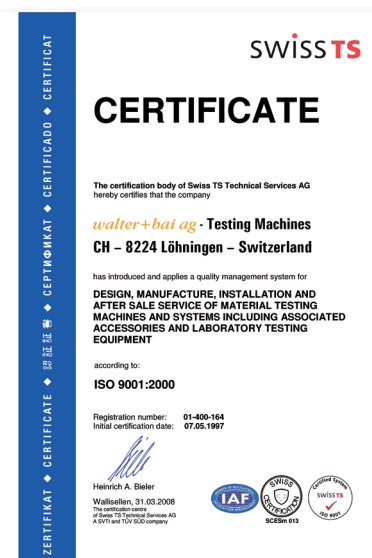 swiss TS
CERTIFICATE
The certification body of Swiss TS Technical Services AG
hereby certifies that the company
walter+bai ag - Testing Machines
CH – 8224 Löhningen – Switzerland
has introduced and applies a quality management system for
DESIGN, MANUFACTURE, INSTALLATION AND
AFTER SALE SERVICE OF MATERIAL TESTING
MACHINES AND SYSTEMS INCLUDING ASSOCIATED
ACCESSORIES AND LABORATORY TESTING
EQUIPMENT
according to:
ISO 9001:2000
Registration number: 01-400-164
Initial certification date: 07.05.1997
Heinrich A. Bieler
Wallisellen, 31.03.2008
The certification centre
of Swiss TS Technical Services AG
A SVTI and TÜV SÜD company
IAF
SWISS
CERTIFICATION
SCESm 013
Certified System
swiss TS
ISO 9001
ZERTIFIKAT ◆ CERTIFICATE ◆ ◆ СЕРТИФИКАТ ◆ CERTIFICADO ◆ CERTIFICAT